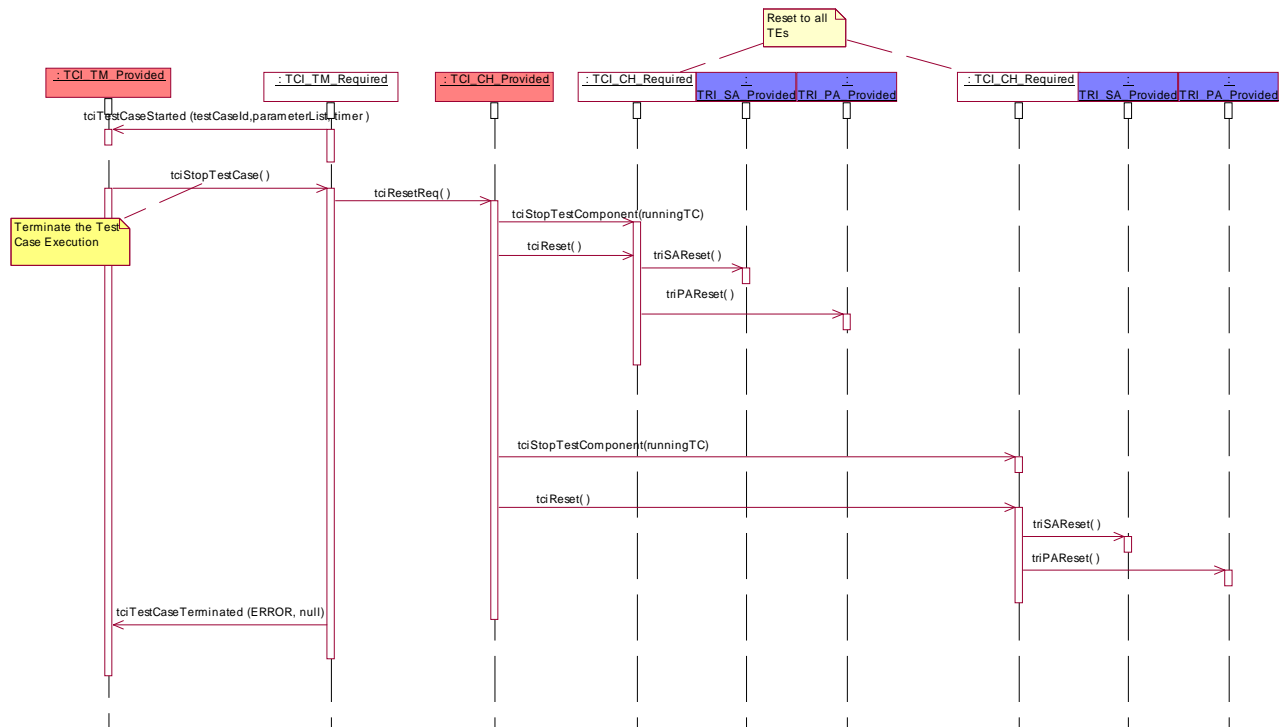 Reset to all
TEs
: TCI_TM_Provided
: TCI_TM_Required
: TCI_CH_Provided
: TCI_CH_Required
:
TRI_SA_Provided
:
TRI_PA_Provided
: TCI_CH_Required
:
TRI_SA_Provided
:
TRI_PA_Provided
tciTestCaseStarted (testCaseId,parameterList, timer )
tciStopTestCase( )
tciResetReq( )
tciStopTestComponent(runningTC)
Terminate the Test
Case Execution
tciReset( )
triSAReset( )
triPAReset( )
tciStopTestComponent(runningTC)
tciReset( )
triSAReset( )
triPAReset( )
tciTestCaseTerminated (ERROR, null)